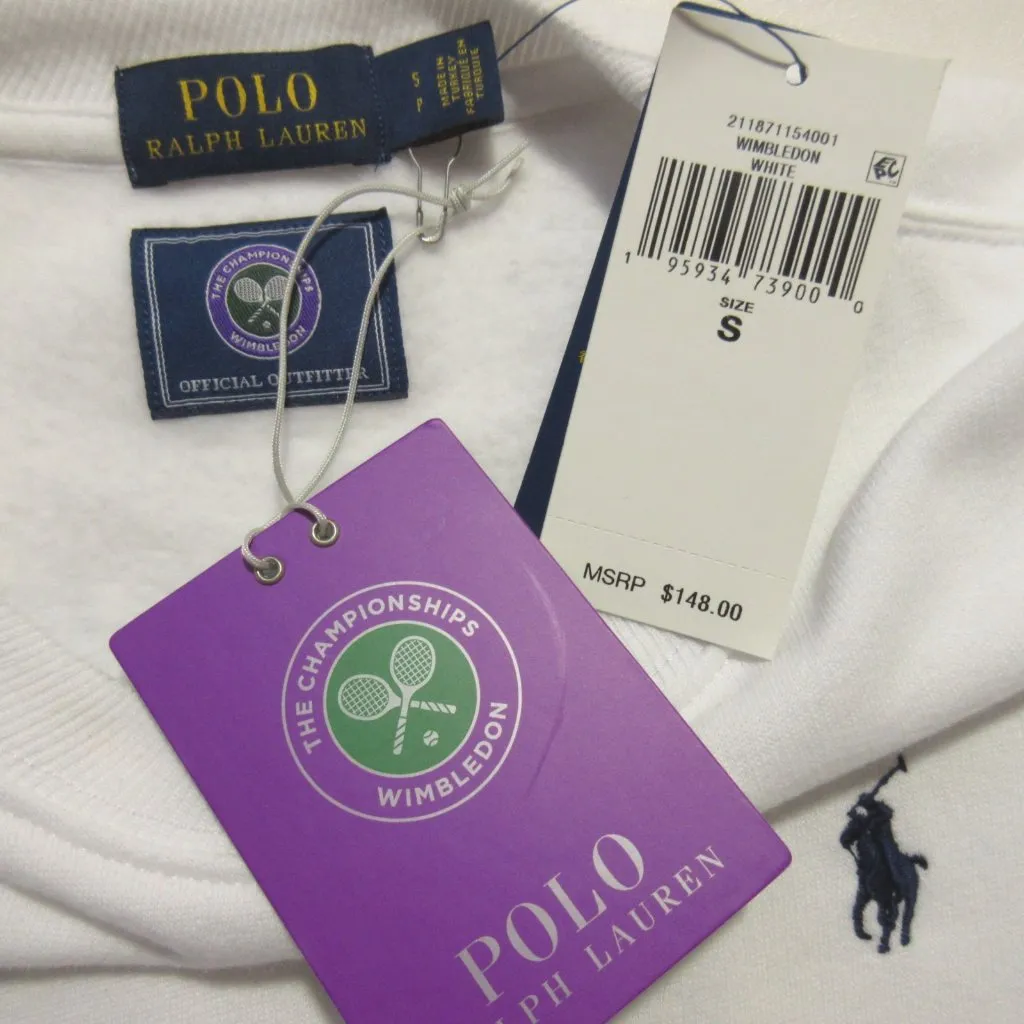 POLO
RALPH LAUREN
S
P
MADE IN
TURKEY
FABRIQUÉ EN
TURQUIE
THE CHAMPIONSHIPS
WIMBLEDON
OFFICIAL OUTFITTER
211871154001
WIMBLEDON
WHITE
1 95934 73900 0
SIZE
S
MSRP $148.00
THE CHAMPIONSHIPS
WIMBLEDON
POLO
LPH LAUREN